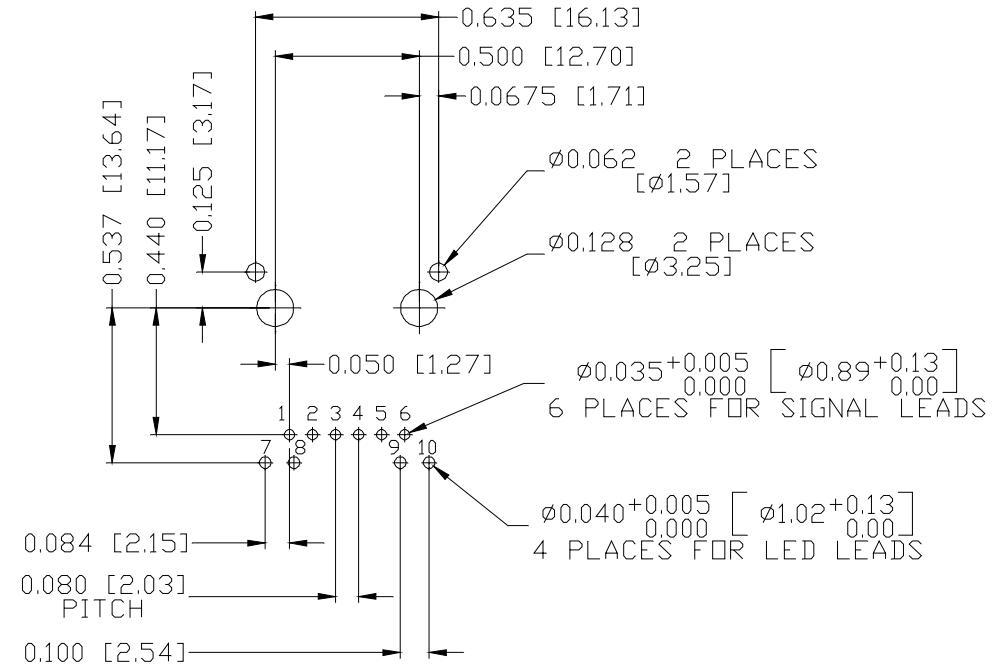 0.635 [16.13]
0.500 [12.70]
0.0675 [1.71]
0.537 [13.64]
0.440 [11.17]
0.125 [3.17]
ø0.062 2 PLACES
[ø1.57]
ø0.128 2 PLACES
[ø3.25]
0.050 [1.27]
ø0.035 +0.005 0.000 [ ø0.89 +0.13 0.00 ]
6 PLACES FOR SIGNAL LEADS
1 2 3 4 5 6
7 8 9 10
ø0.040 +0.005 0.000 [ ø1.02 +0.13 0.00 ]
4 PLACES FOR LED LEADS
0.084 [2.15]
0.080 [2.03]
PITCH
0.100 [2.54]